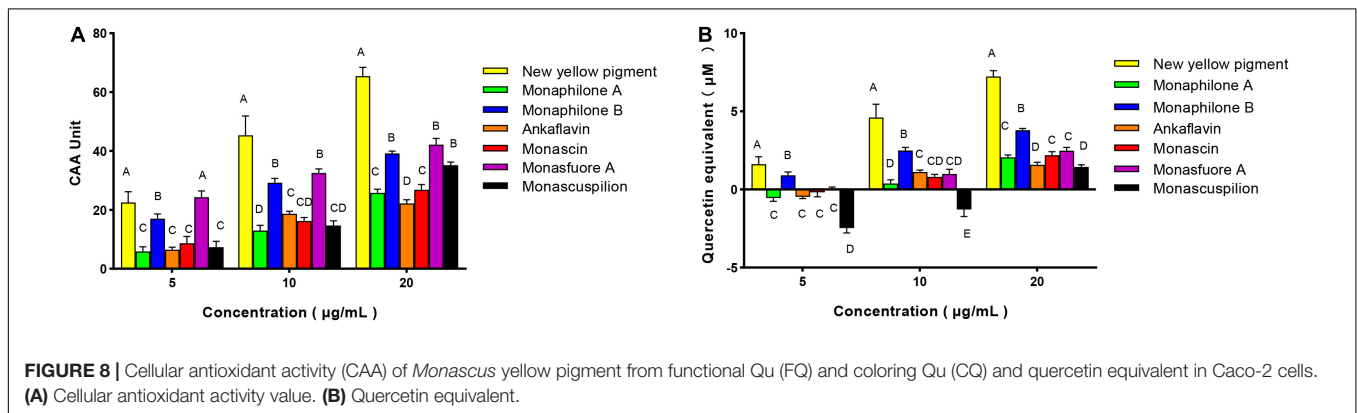 A
80
60
40
20
0
CAA Unit
A C B C C A C
A D B C CD B CD
A C B D C B B
5 10 20
Concentration ( μg/mL )
New yellow pigment
Monaphilone A
Monaphilone B
Ankaflavin
Monascin
Monasfuore A
Monascuspilion
B
10
5
0
-5
Quercetin equivalent ( μM )
A C B C C C D
A D B C CD CD E
A C B D C C D
5 10 20
Concentration ( μg/mL )
New yellow pigment
Monaphilone A
Monaphilone B
Ankaflavin
Monascin
Monasfuore A
Monascuspilion
FIGURE 8 | Cellular antioxidant activity (CAA) of Monascus yellow pigment from functional Qu (FQ) and coloring Qu (CQ) and quercetin equivalent in Caco-2 cells.
(A) Cellular antioxidant activity value. (B) Quercetin equivalent.